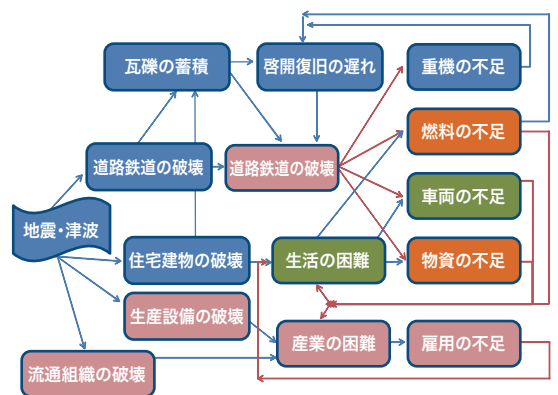 瓦礫の蓄積
啓開復旧の遅れ
重機の不足
燃料の不足
道路鉄道の破壊
道路鉄道の破壊
車両の不足
地震・津波
住宅建物の破壊
生活の困難
物資の不足
生産設備の破壊
産業の困難
雇用の不足
流通組織の破壊